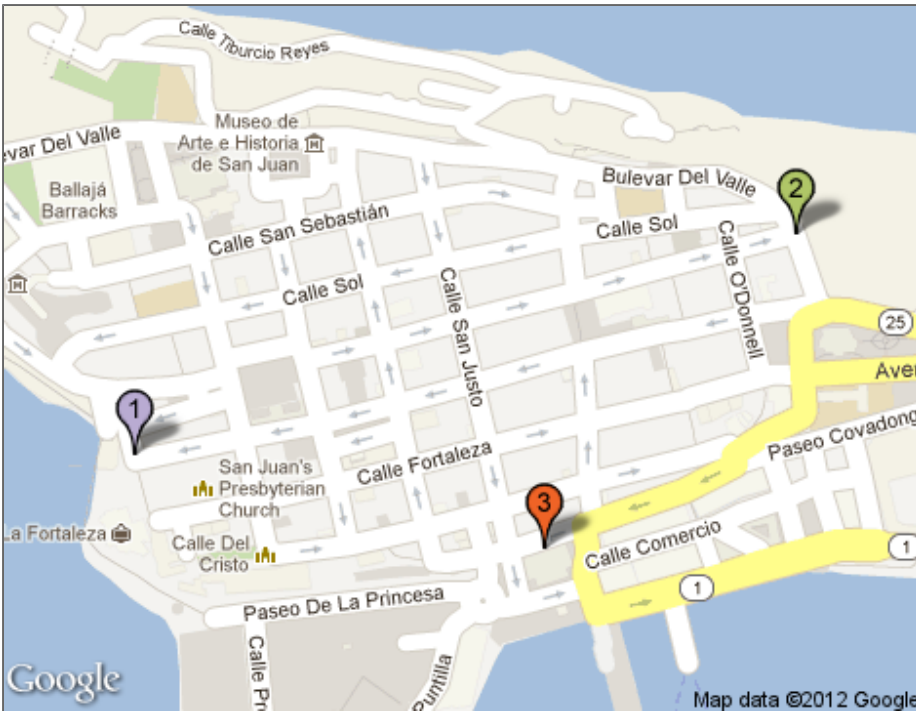 Calle Tiburcio Reyes
Museo de
Arte e Historia
de San Juan
evar Del Valle
Ballajá
Barracks
Bulevar Del Valle
2
Calle San Sebastián
Calle Sol
Calle O'Donnell
Calle Sol
Calle San Justo
25
Aver
1
Paseo Covadong
Calle Fortaleza
San Juan's
Presbyterian
Church
3
La Fortaleza
Calle Del
Cristo
Calle Comercio
1
1
Paseo De La Princesa
Calle Pr
Puntilla
Google
Map data ©2012 Google